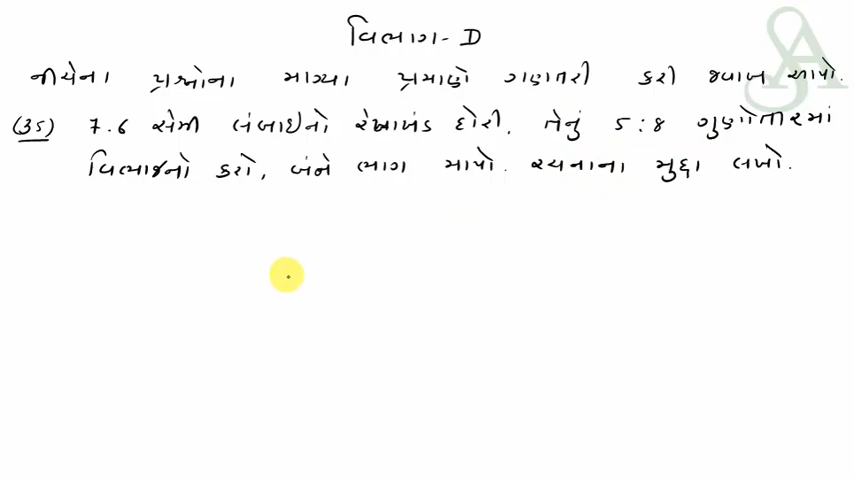 વિભાગ - D
નીચેના પ્રશ્નોના માગ્યા પ્રમાણે ગણતરી કરી જવાબ આપો.
(35) 7.6 સેમી લંબાઈનો રેખાખંડ દોરી, તેનું 5:8 ગુણોત્તરમાં
વિભાજનો કરો, બંને ભાગ માપો. રચનાના મુદ્દા લખો.